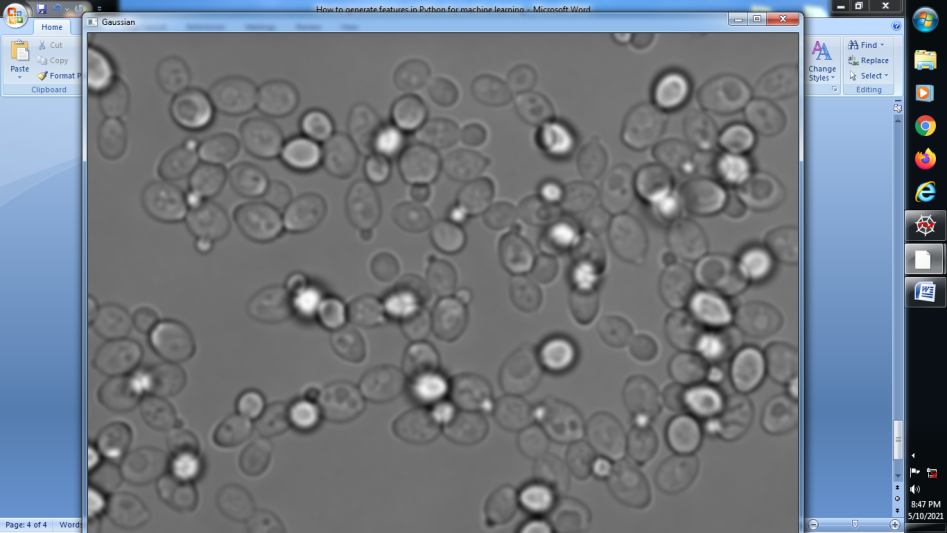 How to generate features in Python for machine learning - Microsoft Word
Gaussian
Home
Cut
Copy
Format P
Paste
Clipboard
Change
Styles
Find
Replace
Select
Editing
Page: 4 of 4
Words
8:47 PM
5/10/2021